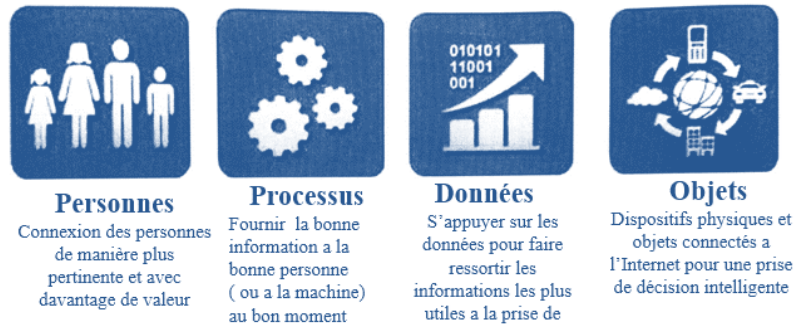 010101
11001
001
Personnes
Connexion des personnes
de manière plus
pertinente et avec
davantage de valeur
Processus
Fournir la bonne
information a la
bonne personne
( ou a la machine)
au bon moment
Données
S'appuyer sur les
données pour faire
ressortir les
informations les plus
utiles a la prise de
Objets
Dispositifs physiques et
objets connectés a
l'Internet pour une prise
de décision intelligente